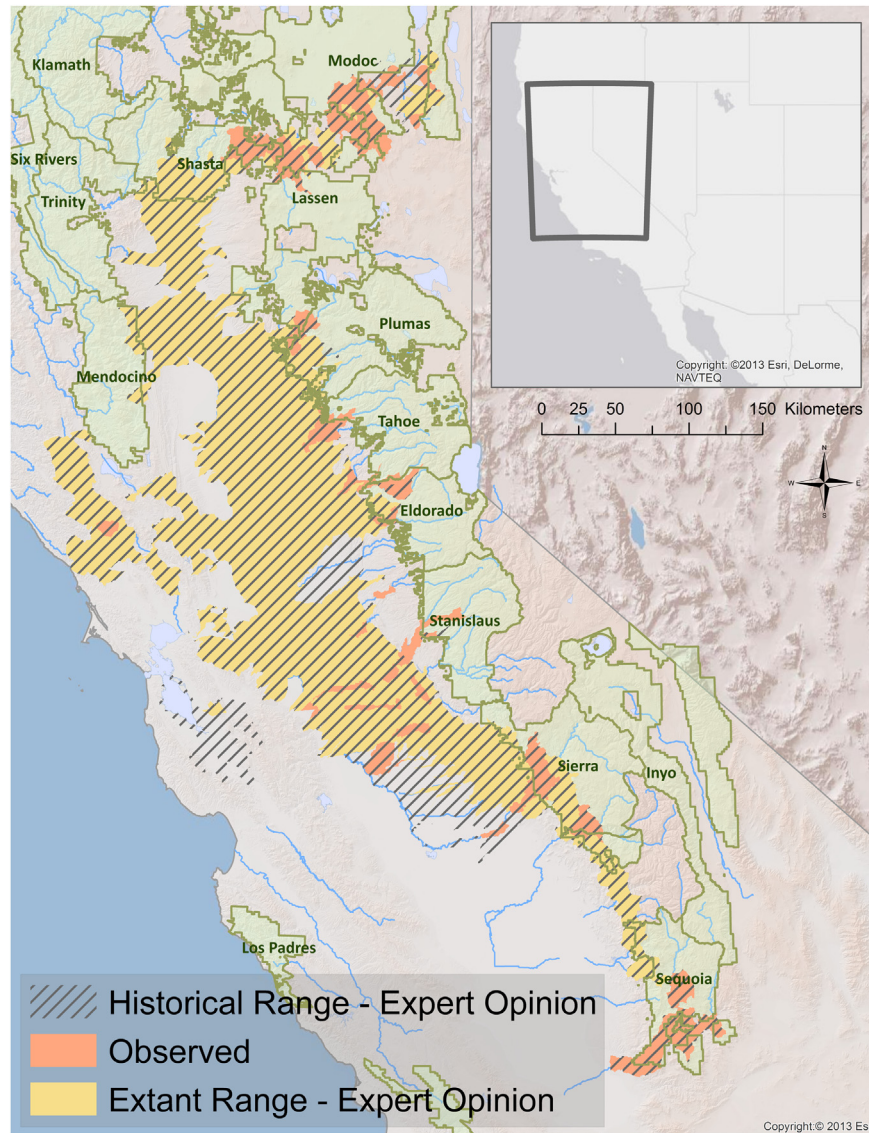 Klamath
Modoc
Six Rivers
Shasta
Trinity
Lassen
Plumas
Mendocino
Tahoe
Eldorado
Stanislaus
Sierra
Inyo
Los Padres
Sequoia
Copyright: ©2013 Esri, DeLorme,
NAVTEQ
0 25 50 100 150 Kilometers
N
W E
S
Historical Range - Expert Opinion
Observed
Extant Range - Expert Opinion
Copyright:© 2013 Es